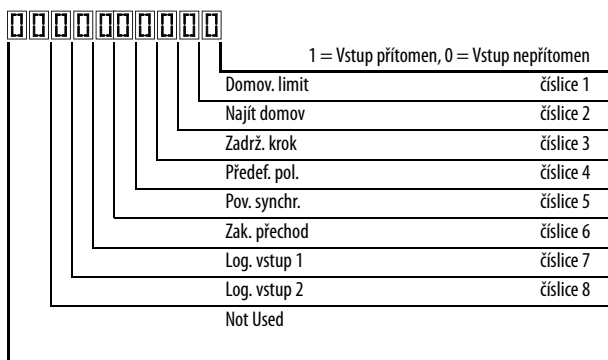 1 = Vstup přítomen, 0 = Vstup nepřítomen
Domov. limit číslice 1
Najít domov číslice 2
Zadrž. krok číslice 3
Předef. pol. číslice 4
Pov. synchr. číslice 5
Zak. přechod číslice 6
Log. vstup 1 číslice 7
Log. vstup 2 číslice 8
Not Used